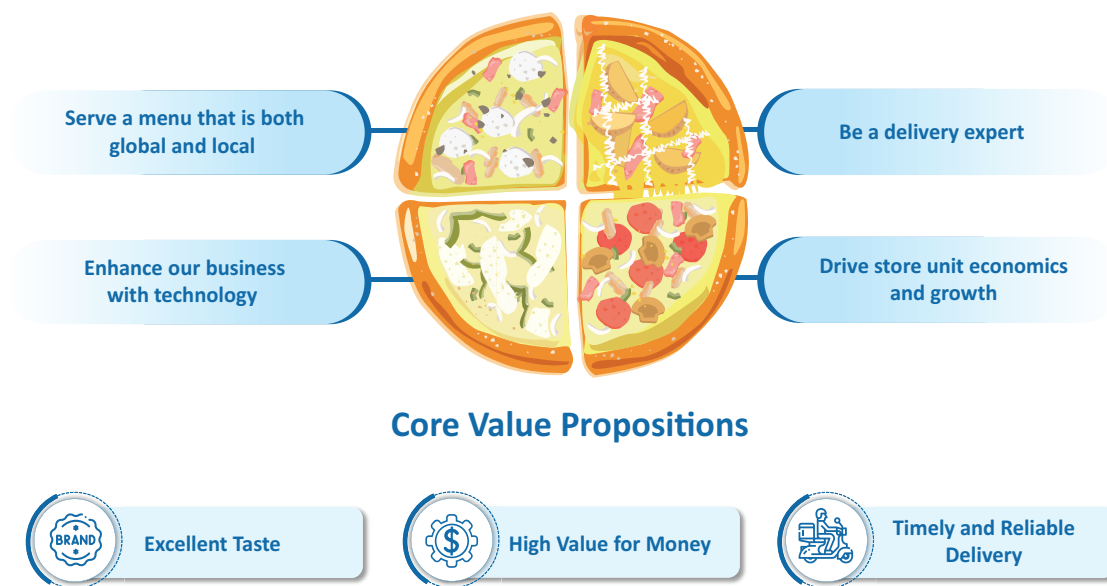 Serve a menu that is both
global and local
Be a delivery expert
Enhance our business
with technology
Drive store unit economics
and growth
Core Value Propositions
BRAND
Excellent Taste
$
High Value for Money
Timely and Reliable
Delivery